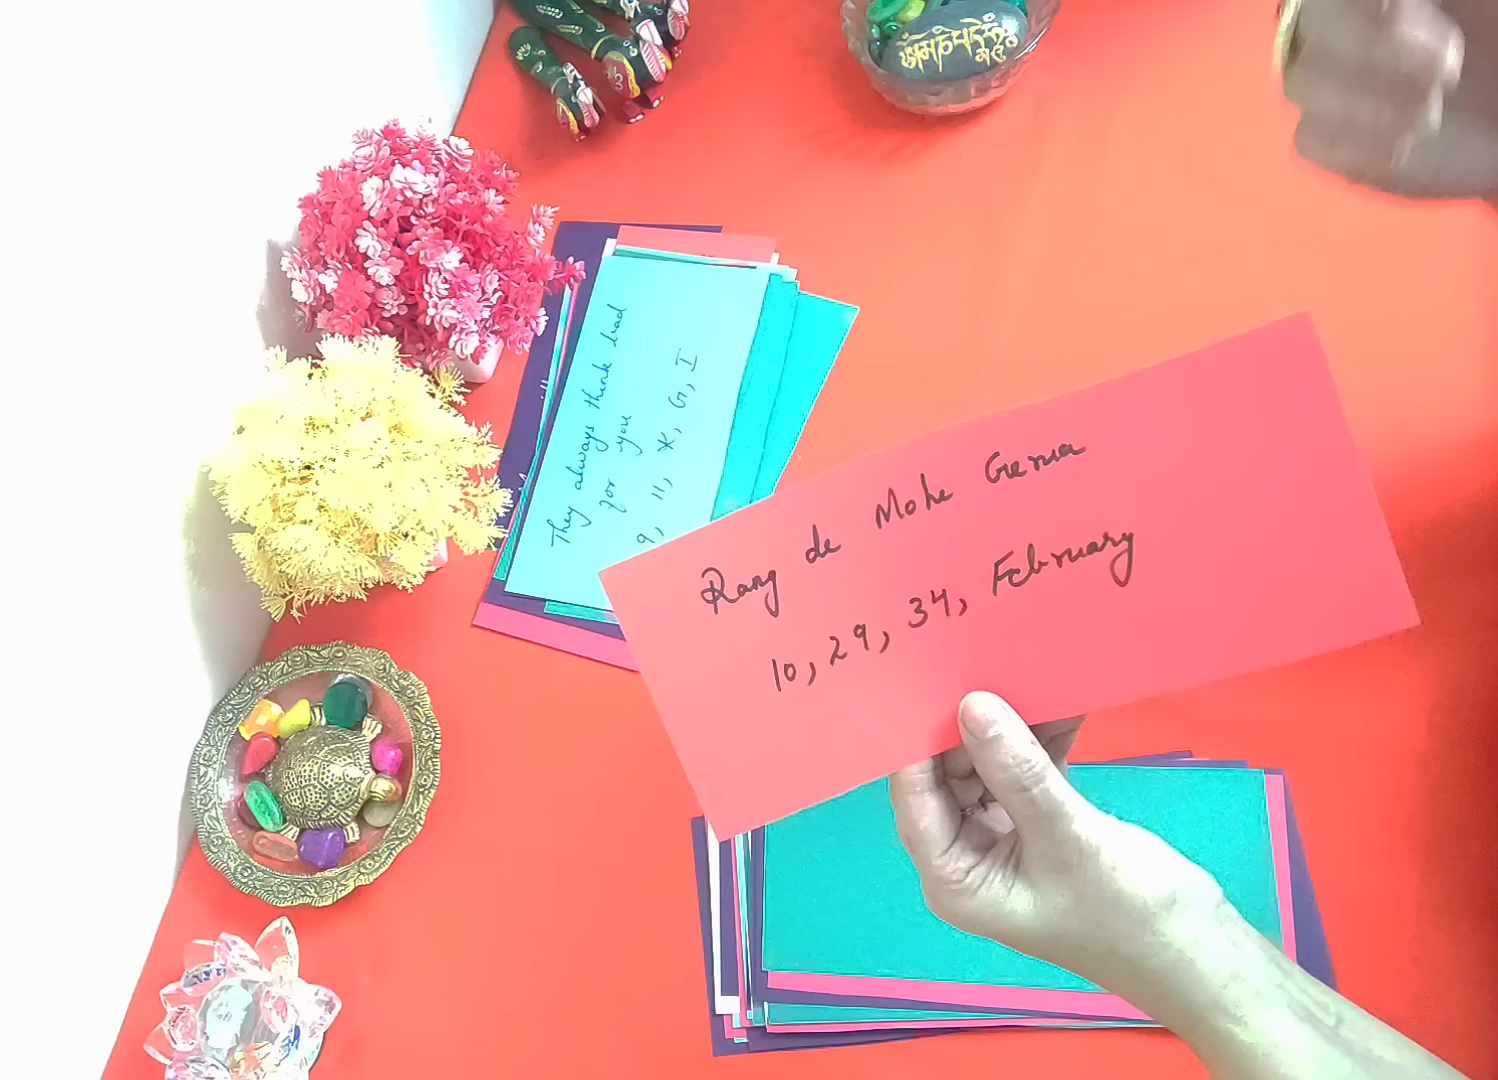 Rang de Mohe Gerua
10, 29, 34, February
They always think bad
for you
9, 11, *, G, I